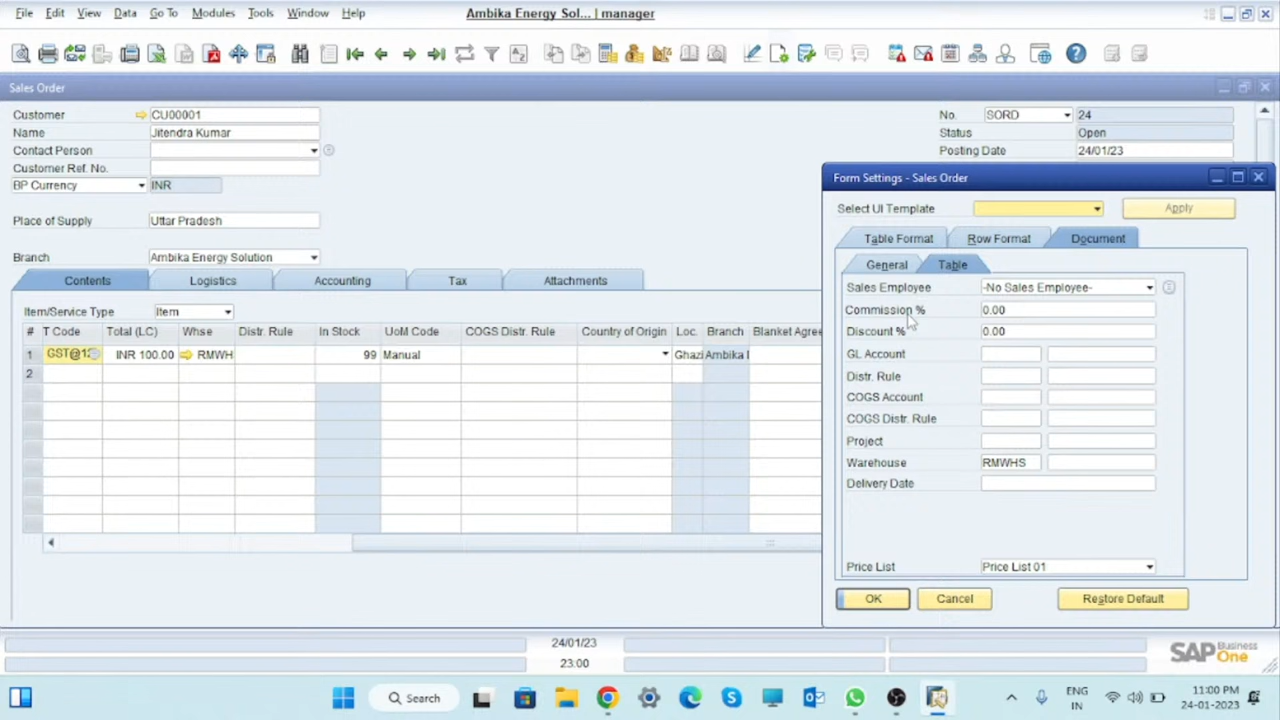 File Edit View Data Go To Modules Tools Window Help Ambika Energy Sol... | manager
Sales Order
Customer CU00001 No. SORD 24
Name Jitendra Kumar Status Open
Contact Person Posting Date 24/01/23
Customer Ref. No.
BP Currency INR
Place of Supply Uttar Pradesh
Branch Ambika Energy Solution
Contents Logistics Accounting Tax Attachments
Item/Service Type Item
# T Code Total (LC) Whse Distr. Rule In Stock UoM Code COGS Distr. Rule Country of Origin Loc. Branch Blanket Agree
1 INR 100.00 RMWH 99 Manual Ghazi Ambika
2
Form Settings - Sales Order
Select UI Template Apply
Table Format Row Format Document
General Table
Sales Employee -No Sales Employee-
Commission % 0.00
Discount % 0.00
GL Account
Distr. Rule
COGS Account
COGS Distr. Rule
Project
Warehouse RMWHS
Delivery Date
Price List Price List 01
OK Cancel Restore Default
24/01/23
23:00
SAP Business One
Search
ENG
IN
11:00 PM
24-01-2023